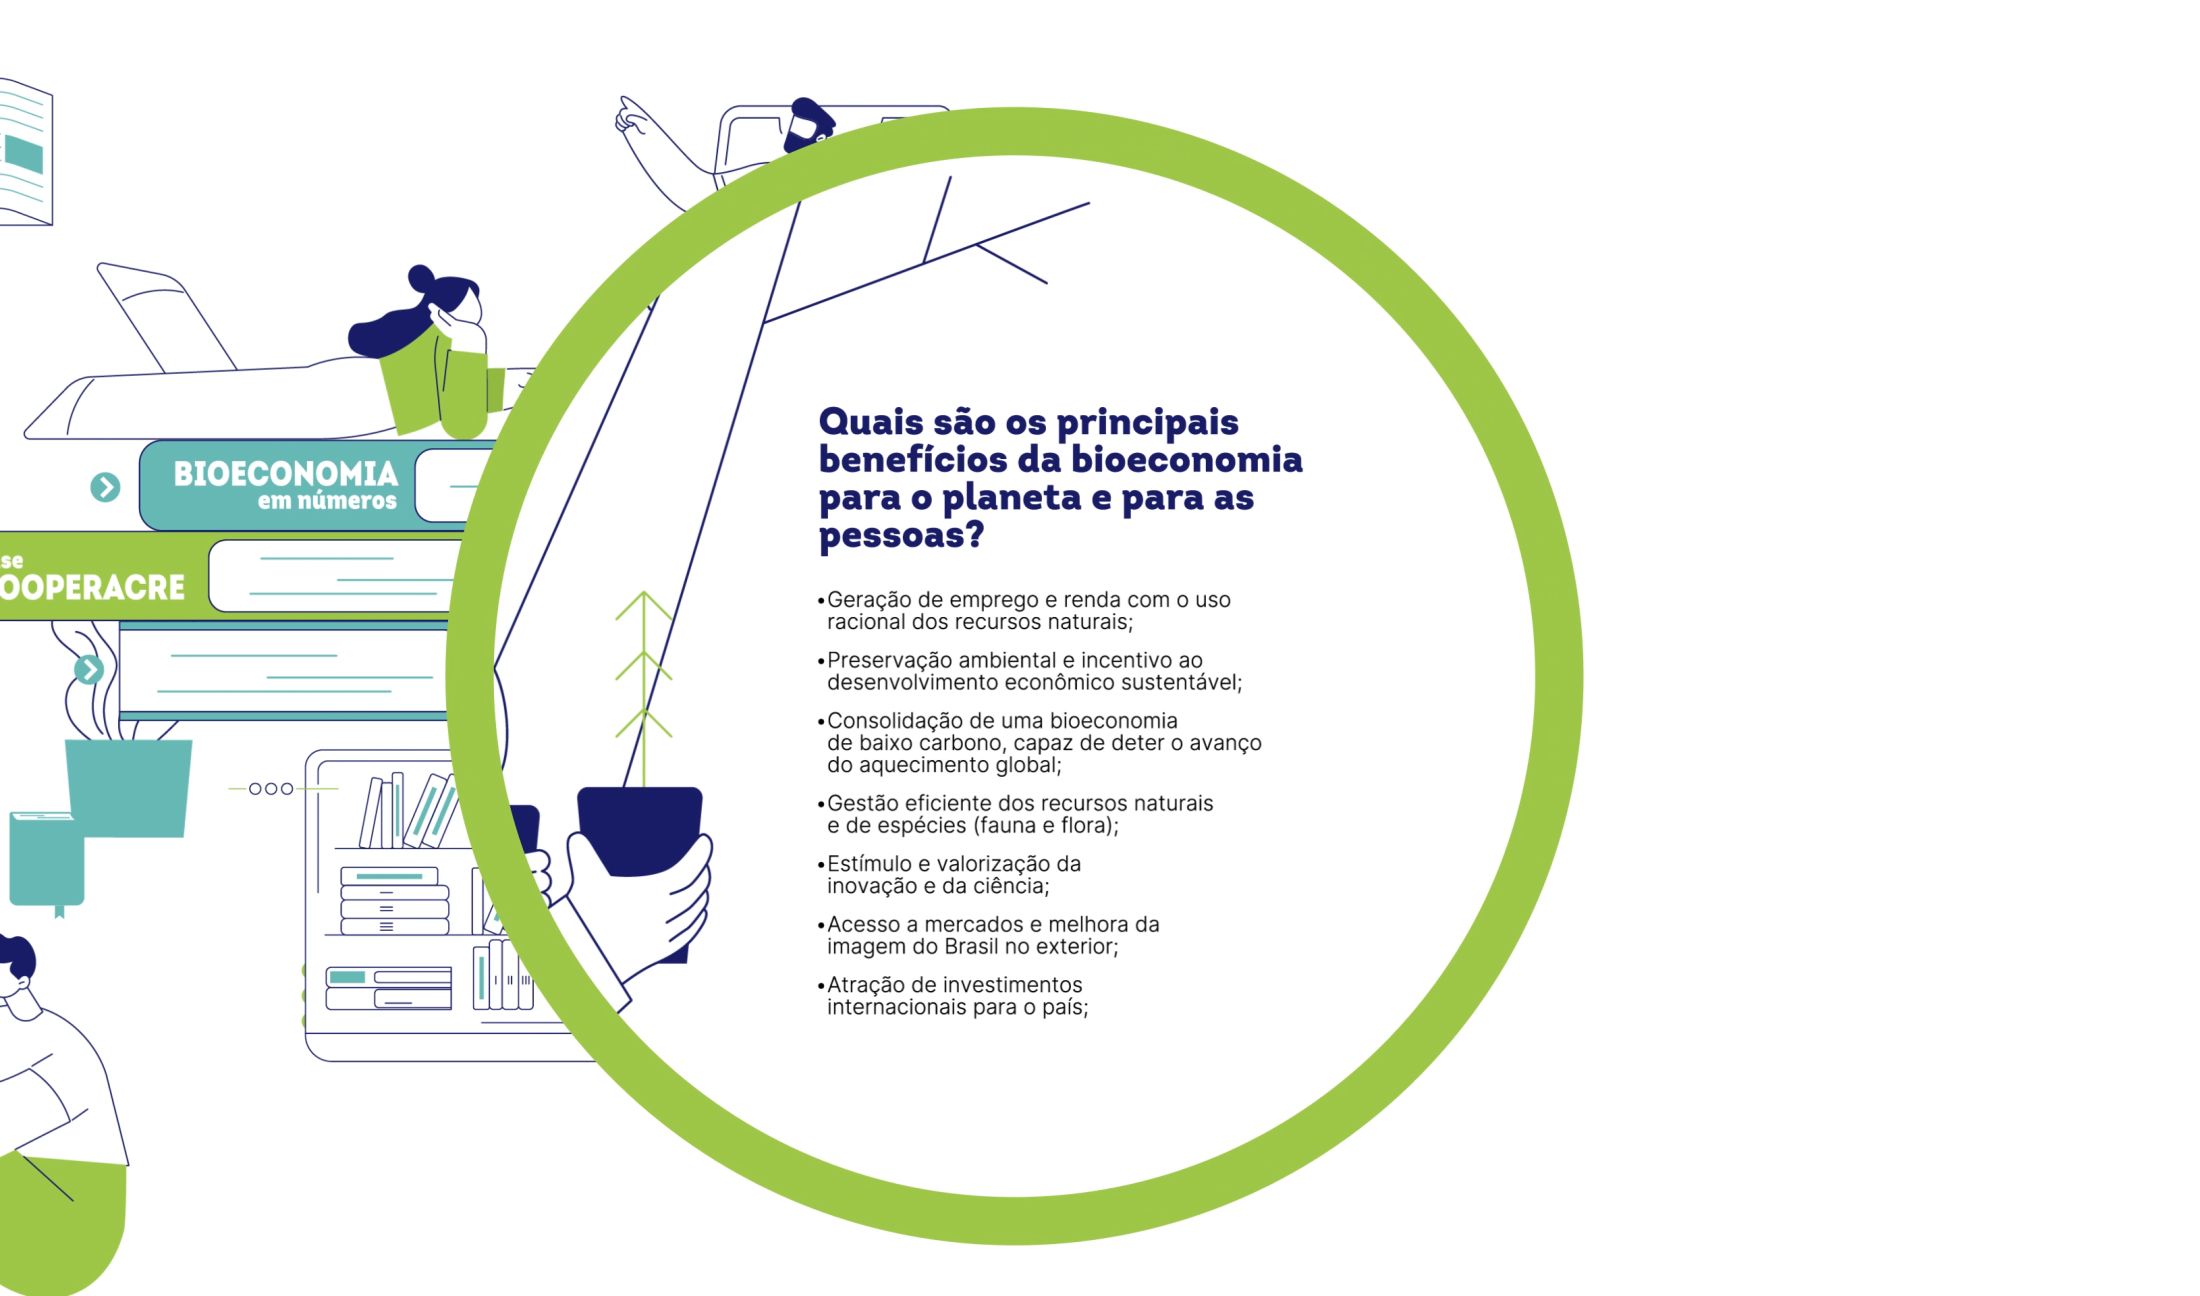 BIOECONOMIA
em números
se
OOPERACRE
Quais são os principais
benefícios da bioeconomia
para o planeta e para as
pessoas?
•Geração de emprego e renda com o uso
racional dos recursos naturais;
•Preservação ambiental e incentivo ao
desenvolvimento econômico sustentável;
•Consolidação de uma bioeconomia
de baixo carbono, capaz de deter o avanço
do aquecimento global;
•Gestão eficiente dos recursos naturais
e de espécies (fauna e flora);
•Estímulo e valorização da
inovação e da ciência;
•Acesso a mercados e melhora da
imagem do Brasil no exterior;
•Atração de investimentos
internacionais para o país;